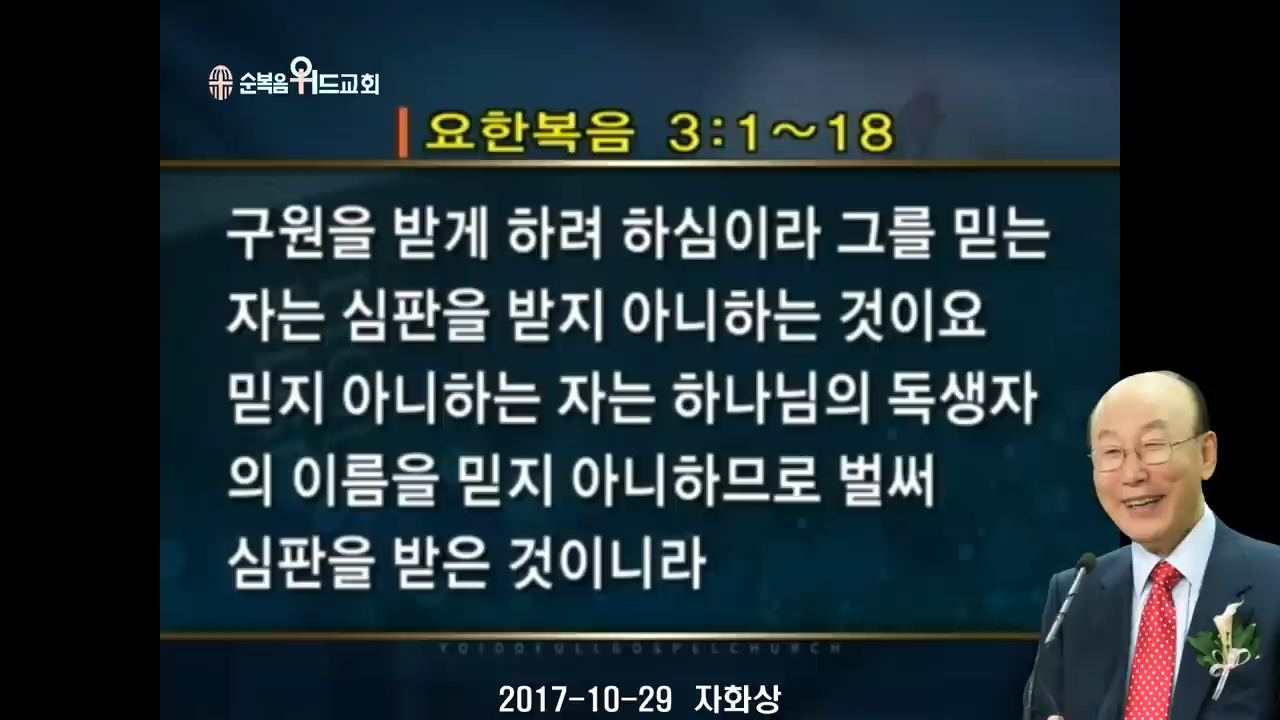 순복음워드교회
요한복음 3:1~18
구원을 받게 하려 하심이라 그를 믿는
자는 심판을 받지 아니하는 것이요
믿지 아니하는 자는 하나님의 독생자
의 이름을 믿지 아니하므로 벌써
심판을 받은 것이니라
YOIDOFULLGOSPELCHURCH
2017-10-29 자화상